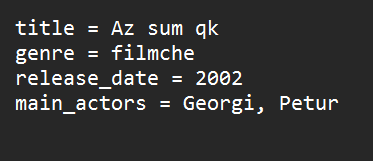 title = Az sum qk
genre = filmche
release_date = 2002
main_actors = Georgi, Petur